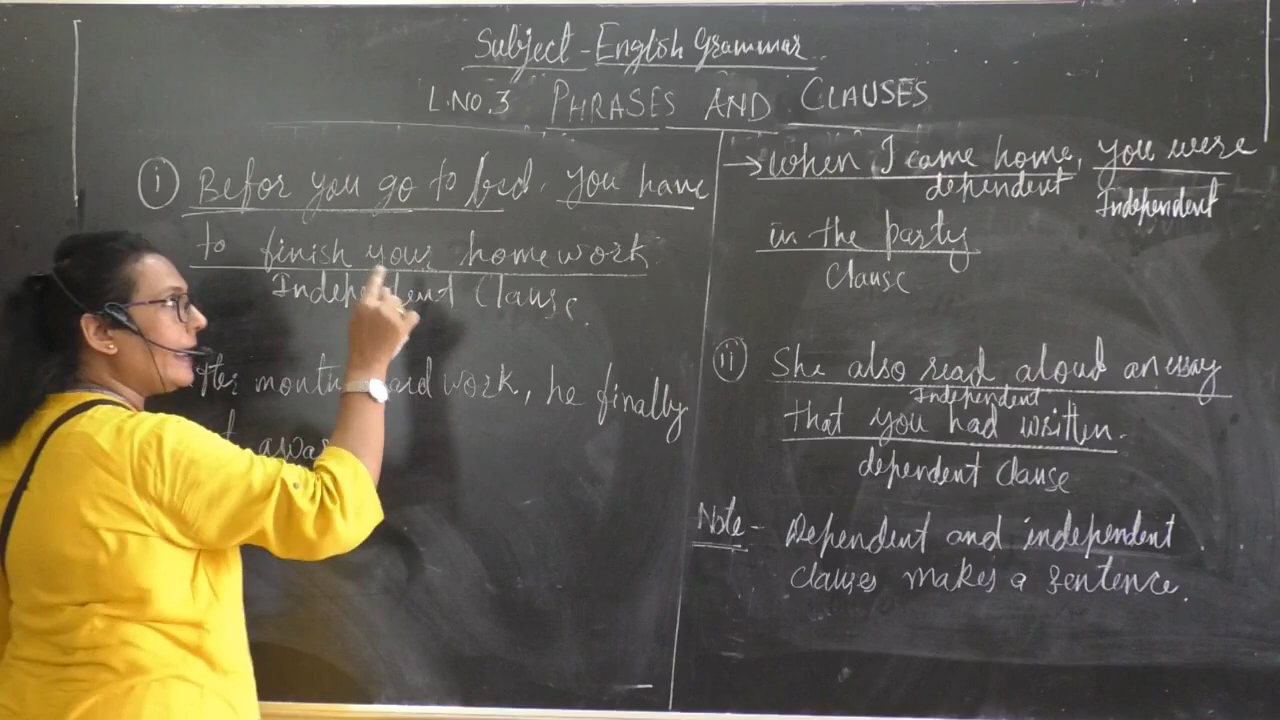 Subject - English Grammar
L.NO.3 PHRASES AND CLAUSES
(i) Befor you go to bed, you have
to finish your homework.
Independent Clause.
hard work, he finally
→ When I came home, you were
dependent Independent
in the party
Clause
(ii) She also read aloud an essay
Independent
that you had written.
dependent Clause
Note - Dependent and independent
clauses makes a sentence.